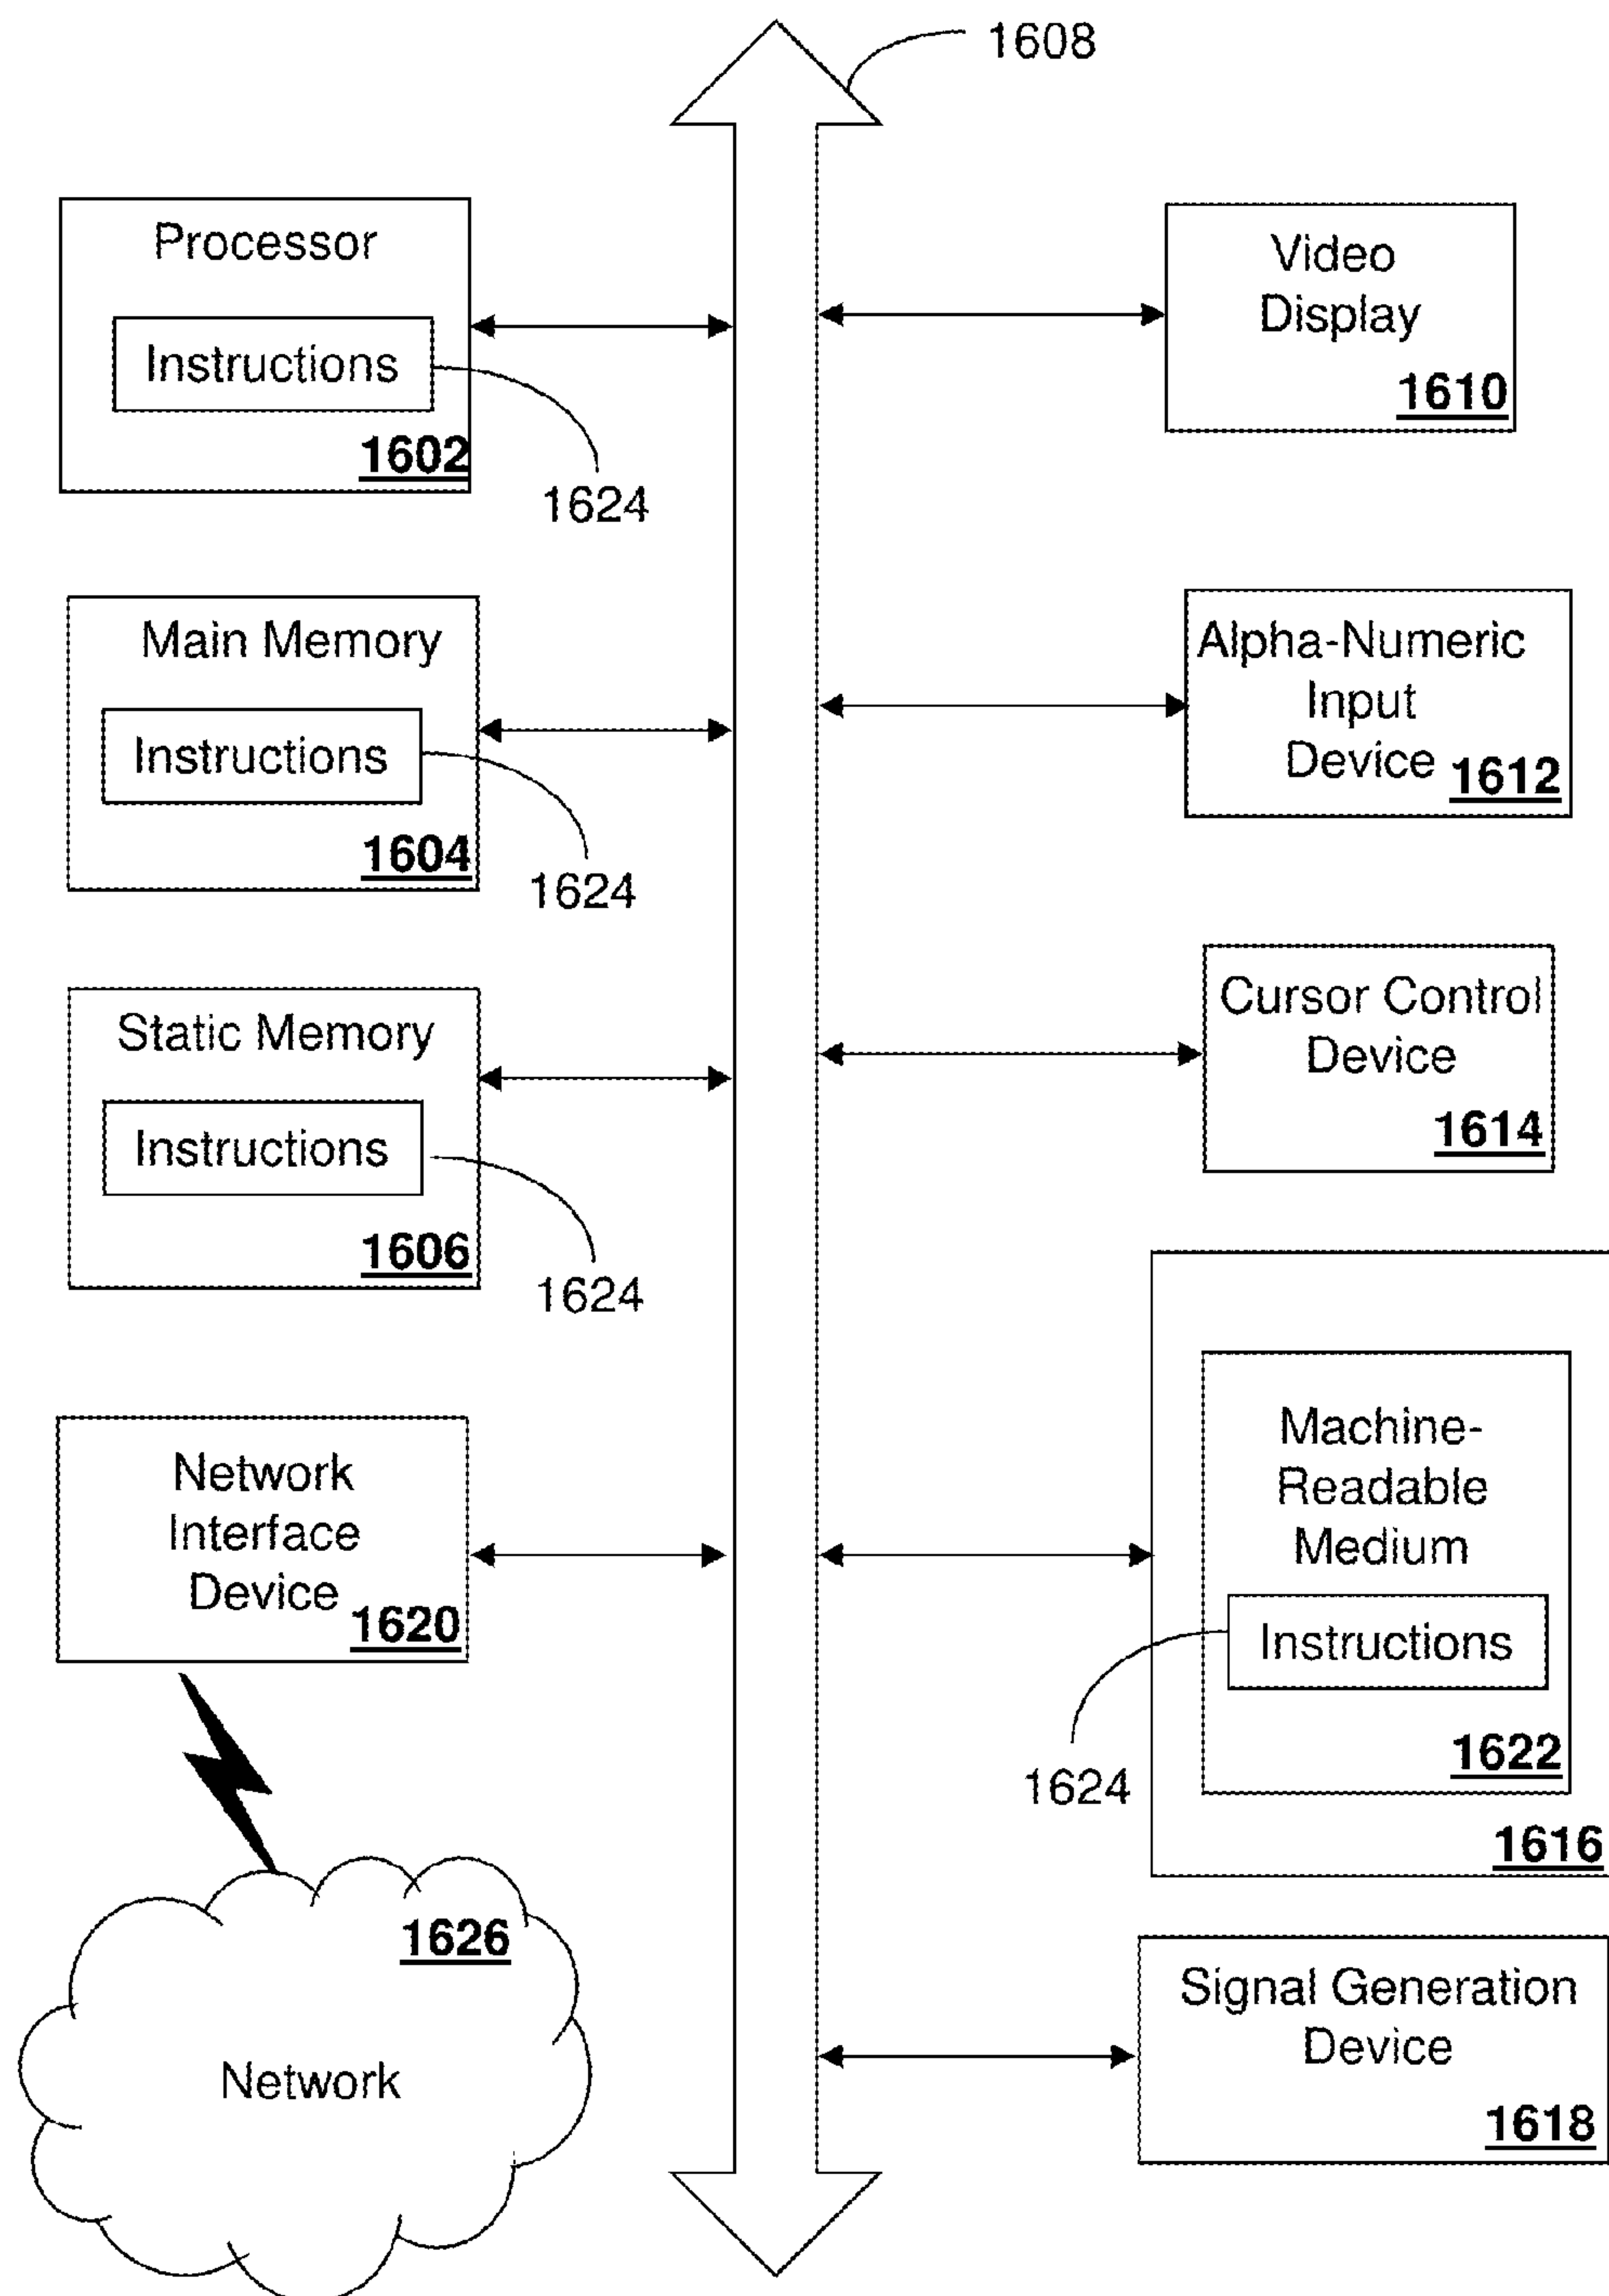 1608
Processor
Instructions
1602
1624
Main Memory
Instructions
1604
1624
Static Memory
Instructions
1606
1624
Network
Interface
Device
1620
1626
Network
Video
Display
1610
Alpha-Numeric
Input
Device
1612
Cursor Control
Device
1614
Machine-
Readable
Medium
Instructions
1622
1624
1616
Signal Generation
Device
1618